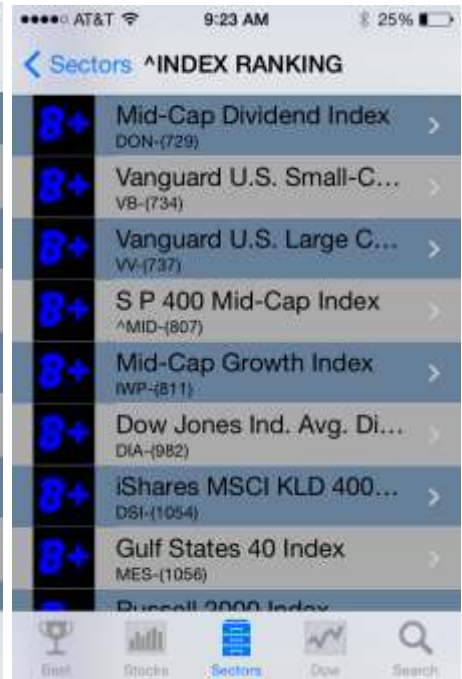 AT&T 9:23 AM 25%
Sectors ^INDEX RANKING
8+ Mid-Cap Dividend Index
DON-(729)
8+ Vanguard U.S. Small-C...
VB-(734)
8+ Vanguard U.S. Large C...
VV-(737)
8+ S P 400 Mid-Cap Index
^MID-(807)
8+ Mid-Cap Growth Index
IWP-(811)
8+ Dow Jones Ind. Avg. Di...
DIA-(982)
8+ iShares MSCI KLD 400...
DSI-(1054)
8+ Gulf States 40 Index
MES-(1056)
Russell 2000 Index
Best Stocks Sectors Dow Search